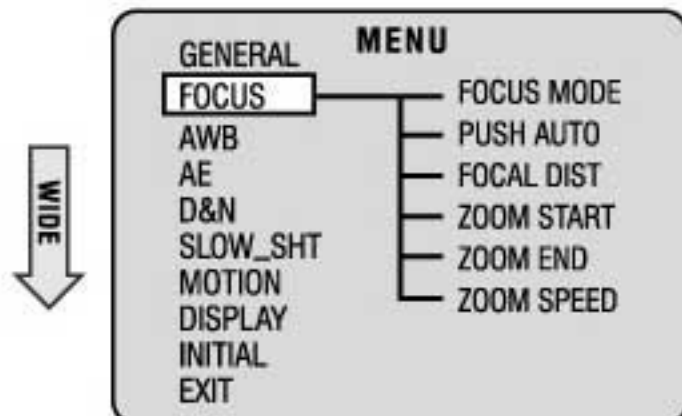 MENU
GENERAL
FOCUS
AWB
AE
D&N
SLOW_SHT
MOTION
DISPLAY
INITIAL
EXIT
FOCUS MODE
PUSH AUTO
FOCAL DIST
ZOOM START
ZOOM END
ZOOM SPEED
WIDE